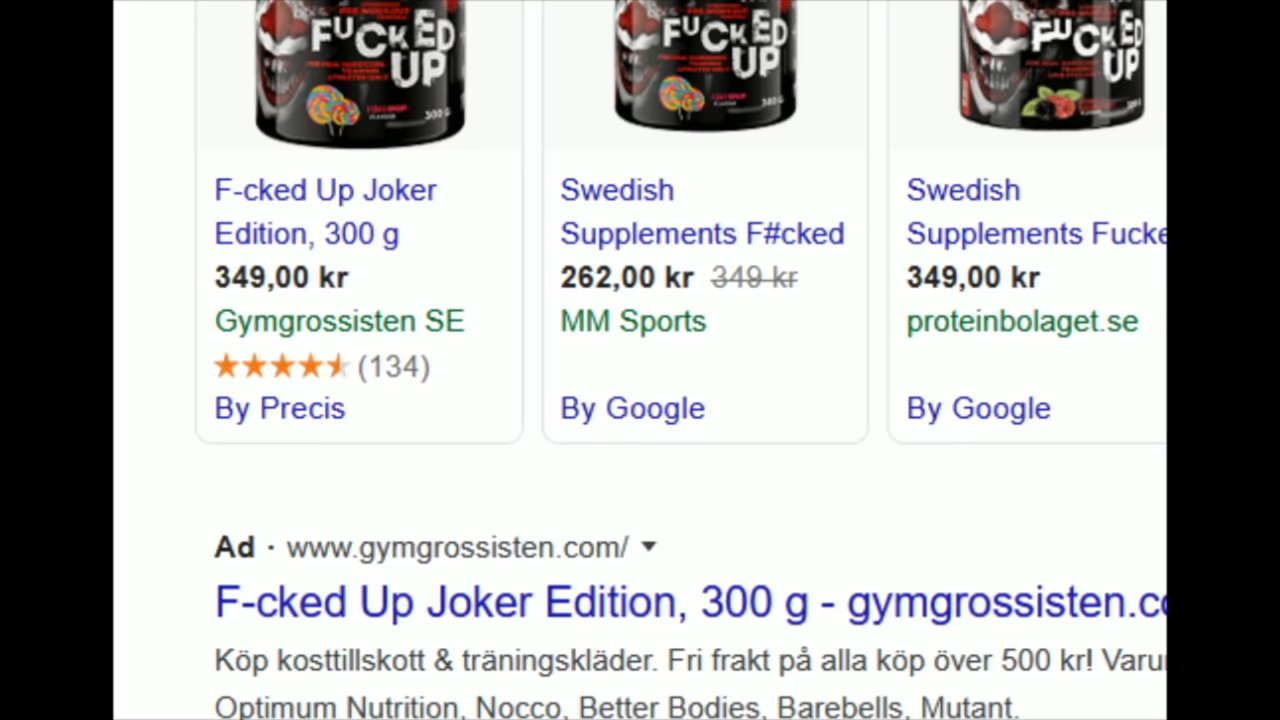 FUCKED
UP
300 G
FUCKED
UP
300 G
FUCKED
UP
F-cked Up Joker
Edition, 300 g
349,00 kr
Gymgrossisten SE
(134)
By Precis
Swedish
Supplements F#cked
262,00 kr 349 kr
MM Sports
By Google
Swedish
Supplements Fucke
349,00 kr
proteinbolaget.se
By Google
Ad · www.gymgrossisten.com/
F-cked Up Joker Edition, 300 g - gymgrossisten.co
Köp kosttillskott & träningskläder. Fri frakt på alla köp över 500 kr! Varu
Optimum Nutrition, Nocco, Better Bodies, Barebells, Mutant.